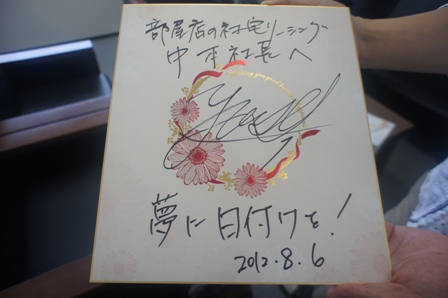 部屋店の社宅リーシング
中本社長へ
夢に日付けを!
2012.8.6